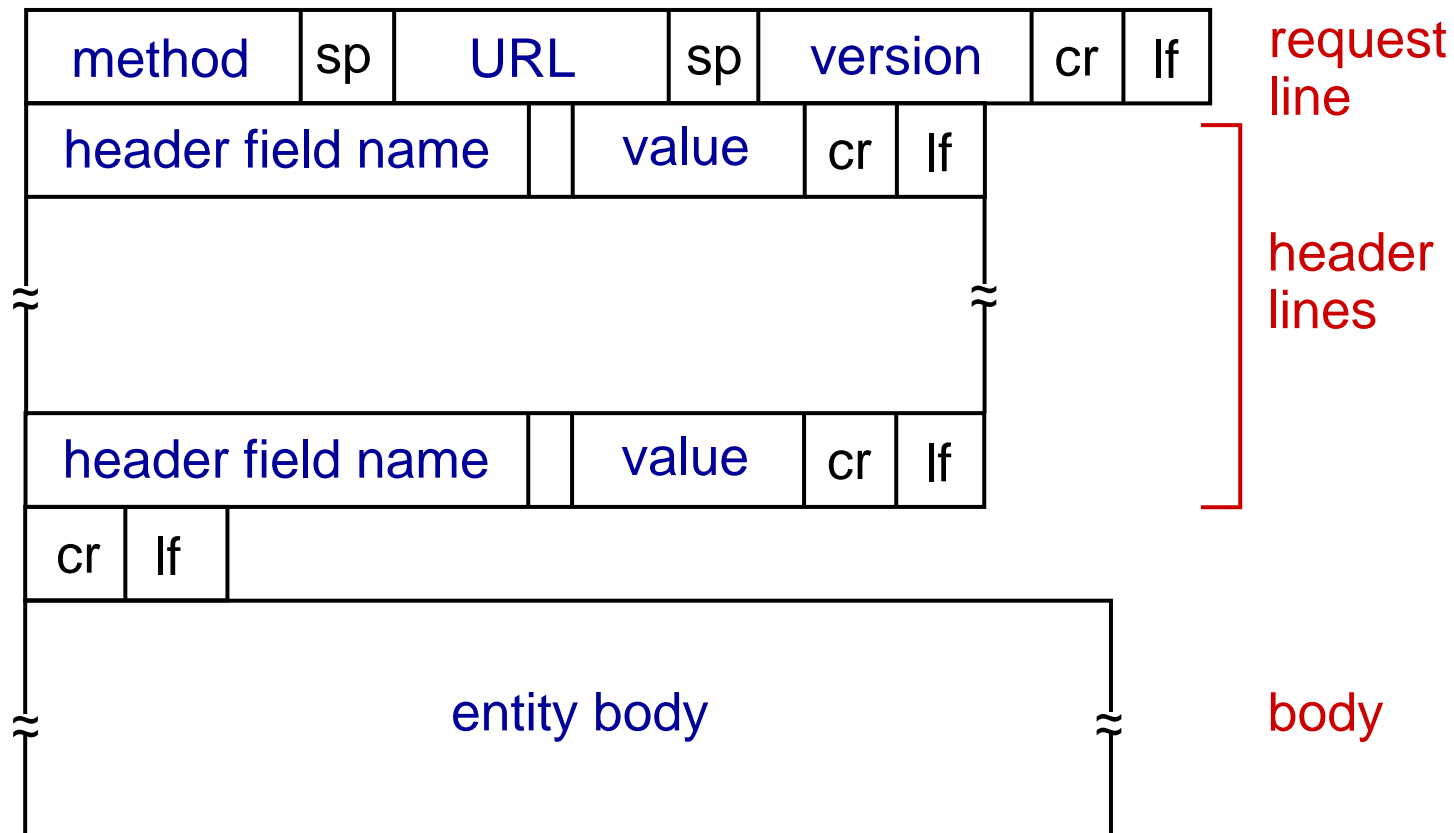 method sp URL sp version cr lf request
line
header field name value cr lf
header
lines
≈ ≈
header field name value cr lf
cr lf
≈ entity body ≈ body